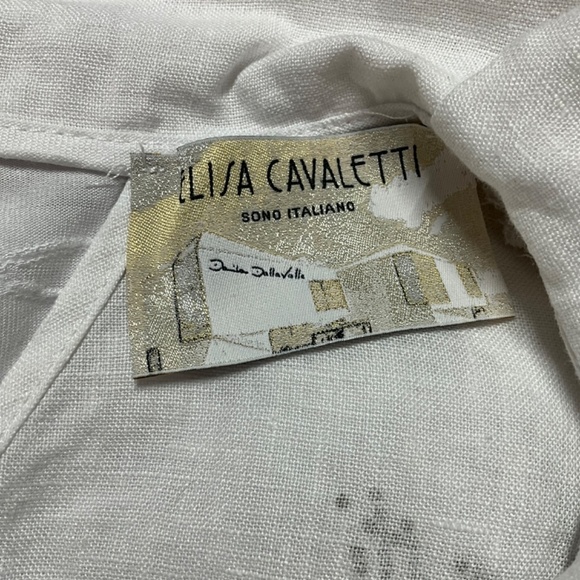 ELISA CAVALETTI
SONO ITALIANO
Daniela Dallavalle